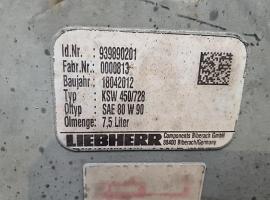 Id.Nr. : 939890201
Fabr.Nr.: 0000813
Baujahr : 18042012
Typ : KSW 450/728
Öltyp : SAE 80 W 90
Ölmenge: 7,5 Liter
LIEBHERR Components Biberach GmbH
88400 Biberach/Germany